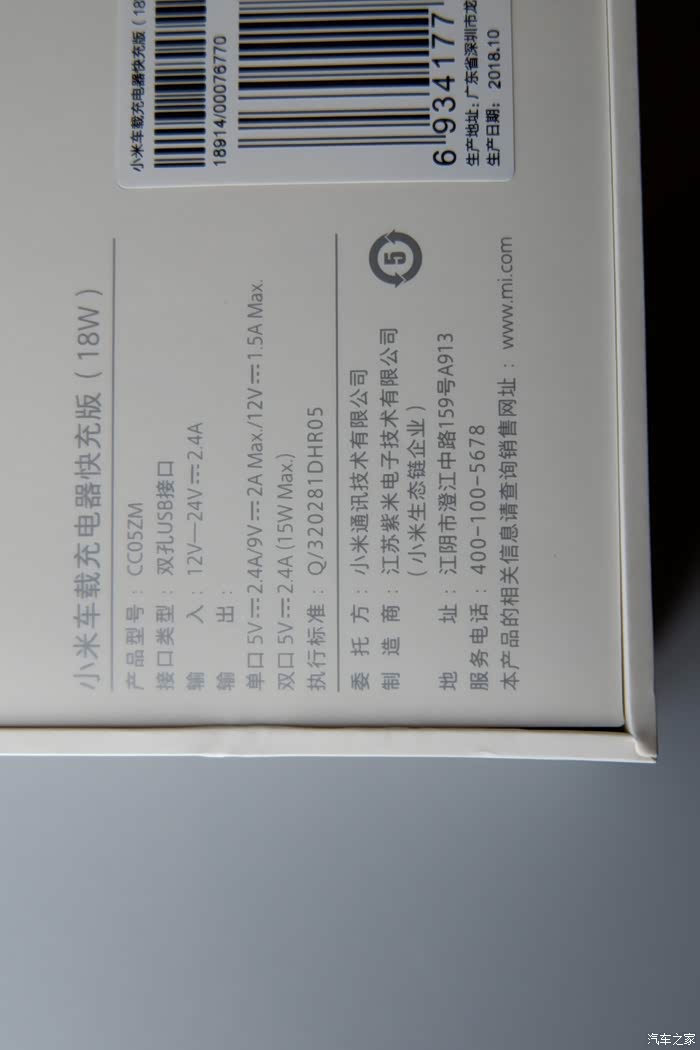 小米车载充电器快充版（18
18914/00076770
6 934177
生产地址：广东省深圳市龙
生产日期： 2018.10
小米车载充电器快充版（18W）
产品型号：CC05ZM
接口类型：双孔USB接口
输 入：12V—24V⎓2.4A
输 出：
单口 5V⎓2.4A/9V⎓2A Max./12V⎓1.5A Max.
双口 5V⎓2.4A (15W Max.)
执行标准：Q/320281DHR05
5
委 托 方：小米通讯技术有限公司
制 造 商：江苏紫米电子技术有限公司
（小米生态链企业）
地 址：江阴市澄江中路159号A913
服务电话：400-100-5678
本产品的相关信息请查询销售网址：www.mi.com
汽车之家